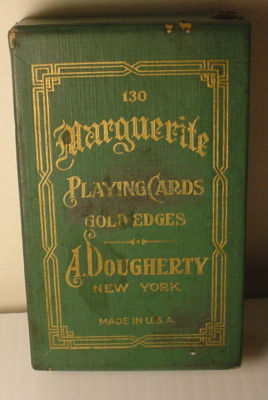 130
Marguerite
PLAYING CARDS
GOLD EDGES
A. DOUGHERTY
NEW YORK
MADE IN U.S.A.